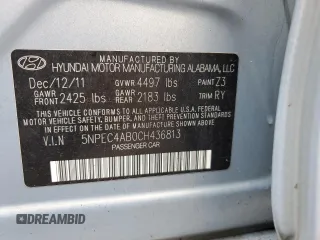 MANUFACTURED BY
HYUNDAI MOTOR MANUFACTURING ALABAMA, LLC
Dec/12/11 GVWR 4497 lbs PAINT Z3
GAWR FRONT 2425 lbs GAWR REAR 2183 lbs TRIM RY
THIS VEHICLE CONFORMS TO ALL APPLICABLE FEDERAL
MOTOR VEHICLE SAFETY, BUMPER, AND THEFT PREVENTION
STANDARDS IN EFFECT ON THE DATE OF MANUFACTURE
SHOWN ABOVE.
V.I.N 5NPEC4AB0CH436813
PASSENGER CAR
DREAMBID